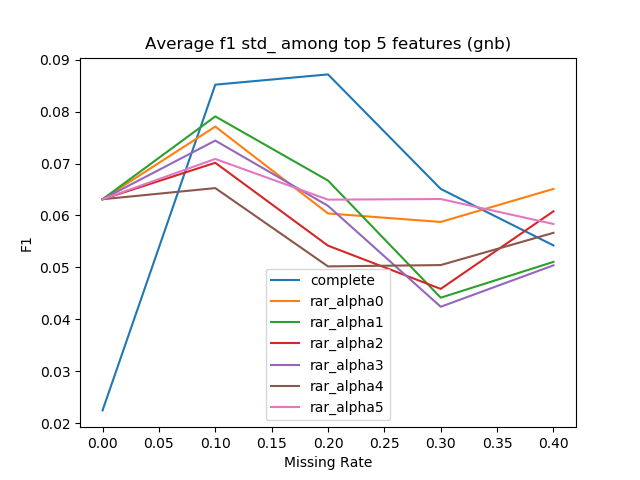 Average f1 std_ among top 5 features (gnb)
0.09
0.08
0.07
0.06
0.05
0.04
0.03
0.02
F1
complete
rar_alpha0
rar_alpha1
rar_alpha2
rar_alpha3
rar_alpha4
rar_alpha5
0.00 0.05 0.10 0.15 0.20 0.25 0.30 0.35 0.40
Missing Rate